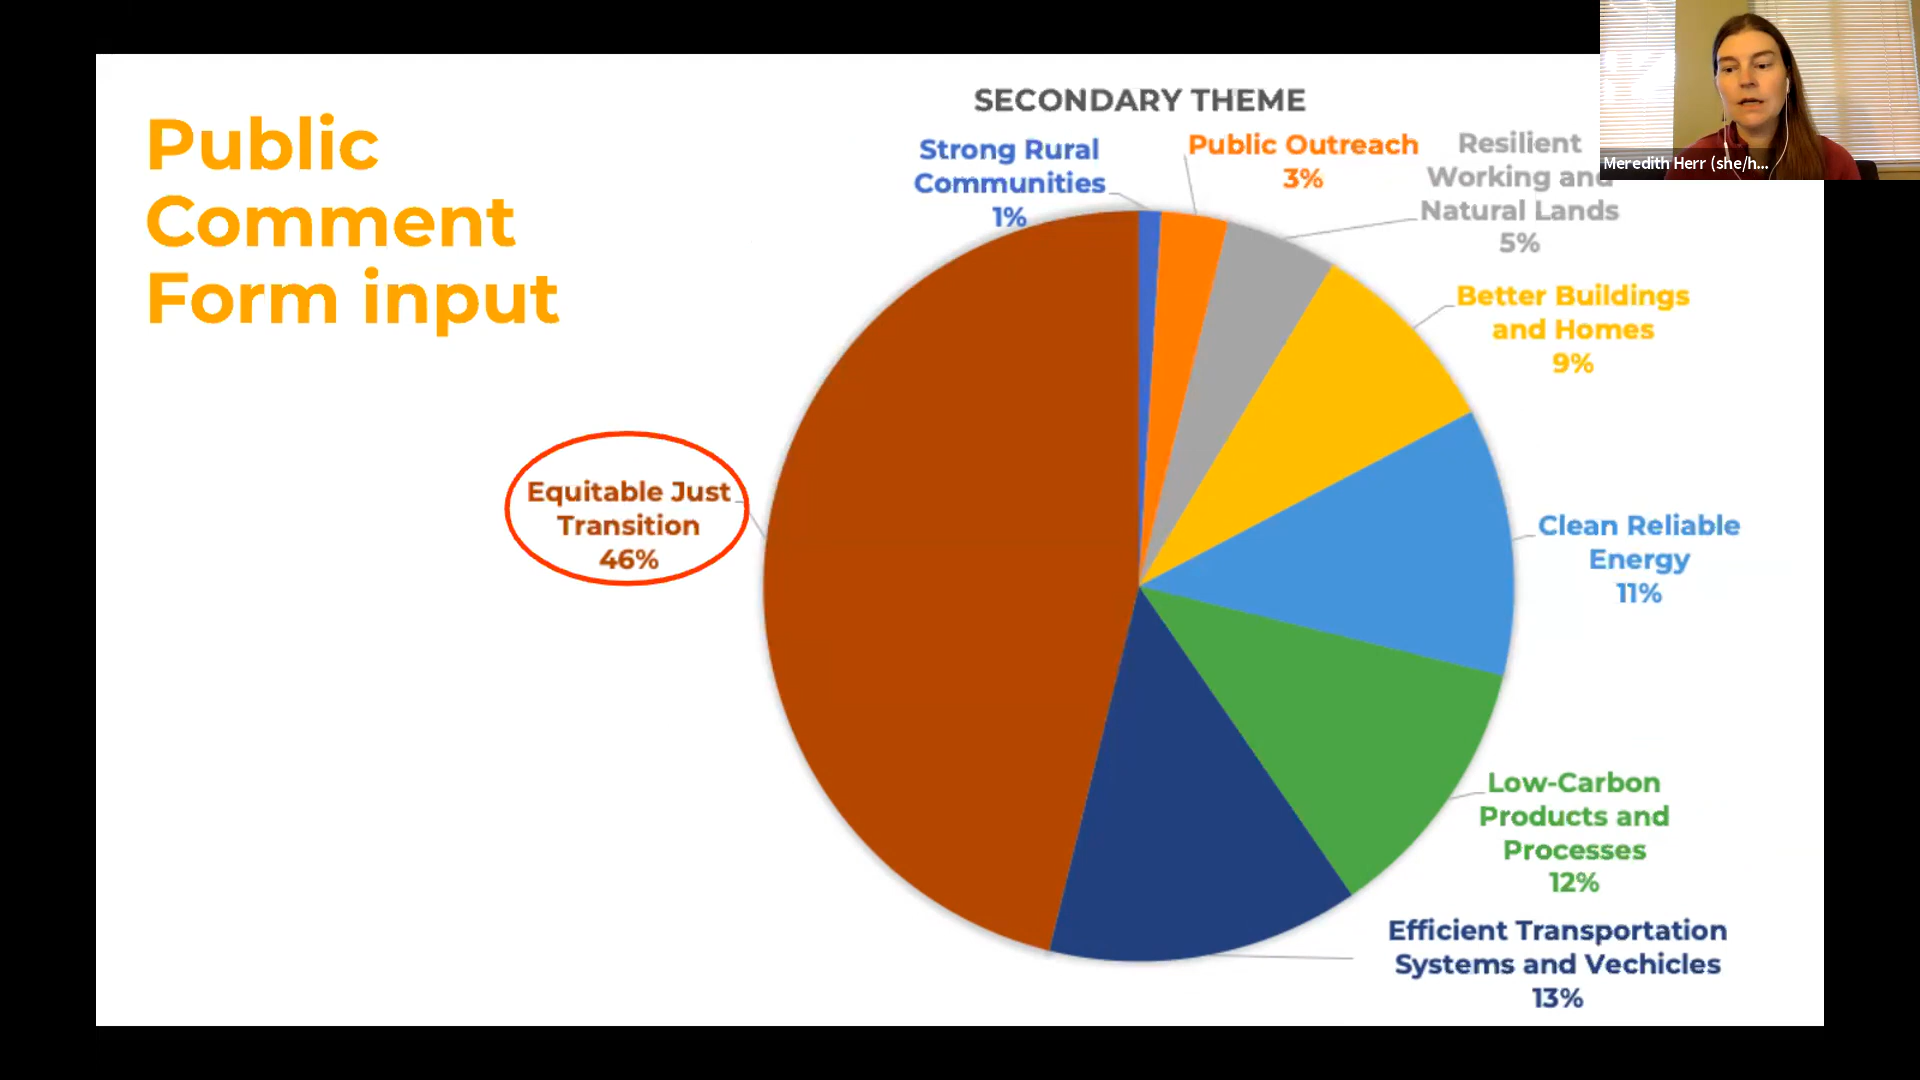 Public
Comment
Form input
SECONDARY THEME
Strong Rural
Communities
1%
Public Outreach
3%
Resilient
Working and
Natural Lands
5%
Better Buildings
and Homes
9%
Clean Reliable
Energy
11%
Low-Carbon
Products and
Processes
12%
Efficient Transportation
Systems and Vechicles
13%
Equitable Just
Transition
46%
Meredith Herr (she/h...